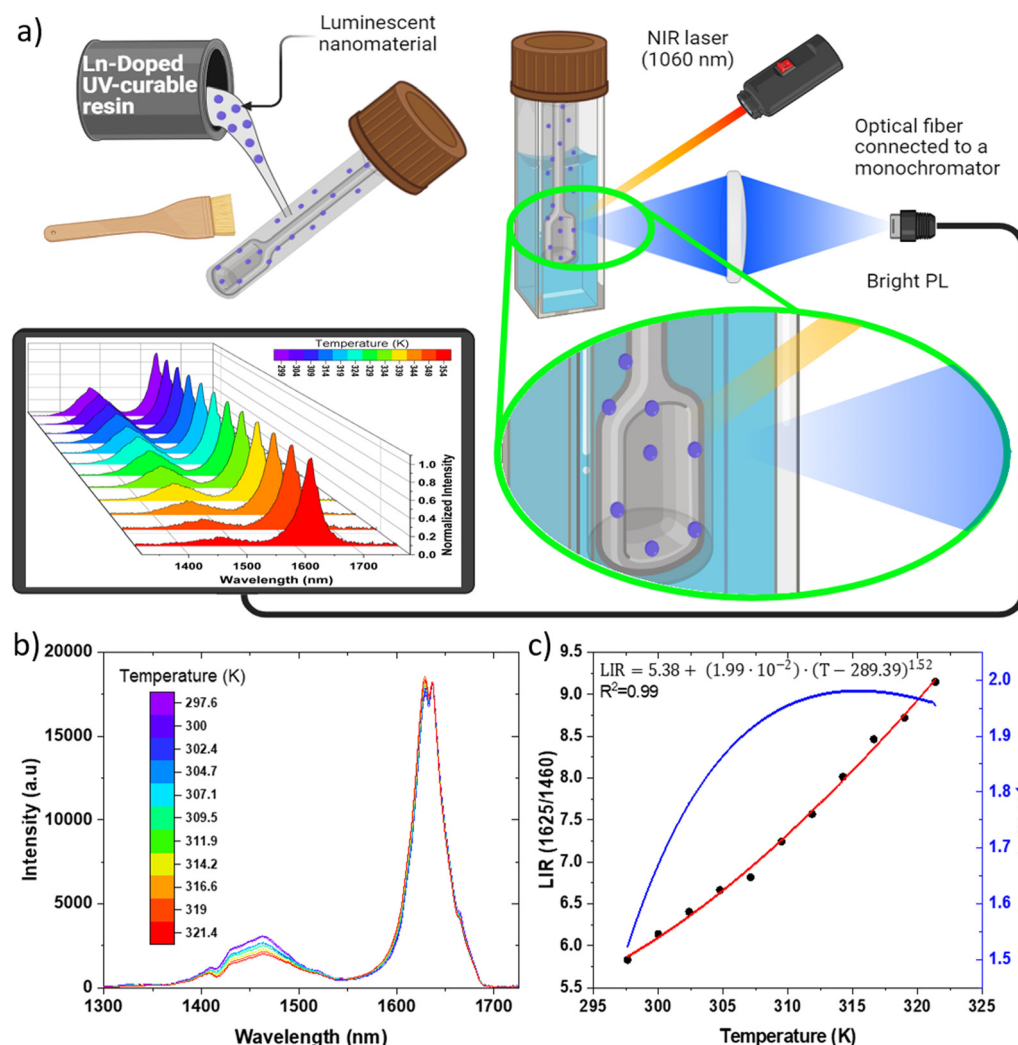 a)
Luminescent
nanomaterial
Ln-Doped
UV-curable
resin
NIR laser
(1060 nm)
Optical fiber
connected to a
monochromator
Bright PL
Temperature (K)
299 304 309 314 319 324 329 334 339 344 349 354
1.0
0.8
0.6
0.4
0.2
0.0
Normalized Intensity
1400 1500 1600 1700
Wavelength (nm)
b)
20000
15000
10000
5000
0
Intensity (a.u)
Temperature (K)
297.6
300
302.4
304.7
307.1
309.5
311.9
314.2
316.6
319
321.4
1300 1400 1500 1600 1700
Wavelength (nm)
c)
LIR = 5.38 + (1.99 · 10⁻²) · (T − 289.39)¹·⁵²
R²=0.99
9.5
9.0
8.5
8.0
7.5
7.0
6.5
6.0
5.5
LIR (1625/1460)
2.0
1.9
1.8
1.7
1.6
1.5
295 300 305 310 315 320 325
Temperature (K)